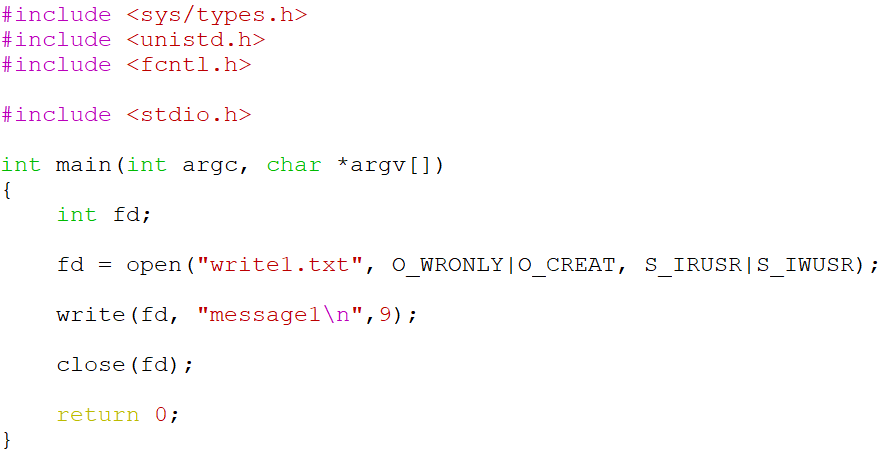 #include <sys/types.h>
#include <unistd.h>
#include <fcntl.h>

#include <stdio.h>

int main(int argc, char *argv[])
{
    int fd;

    fd = open("write1.txt", O_WRONLY|O_CREAT, S_IRUSR|S_IWUSR);

    write(fd, "message1\n",9);

    close(fd);

    return 0;
}